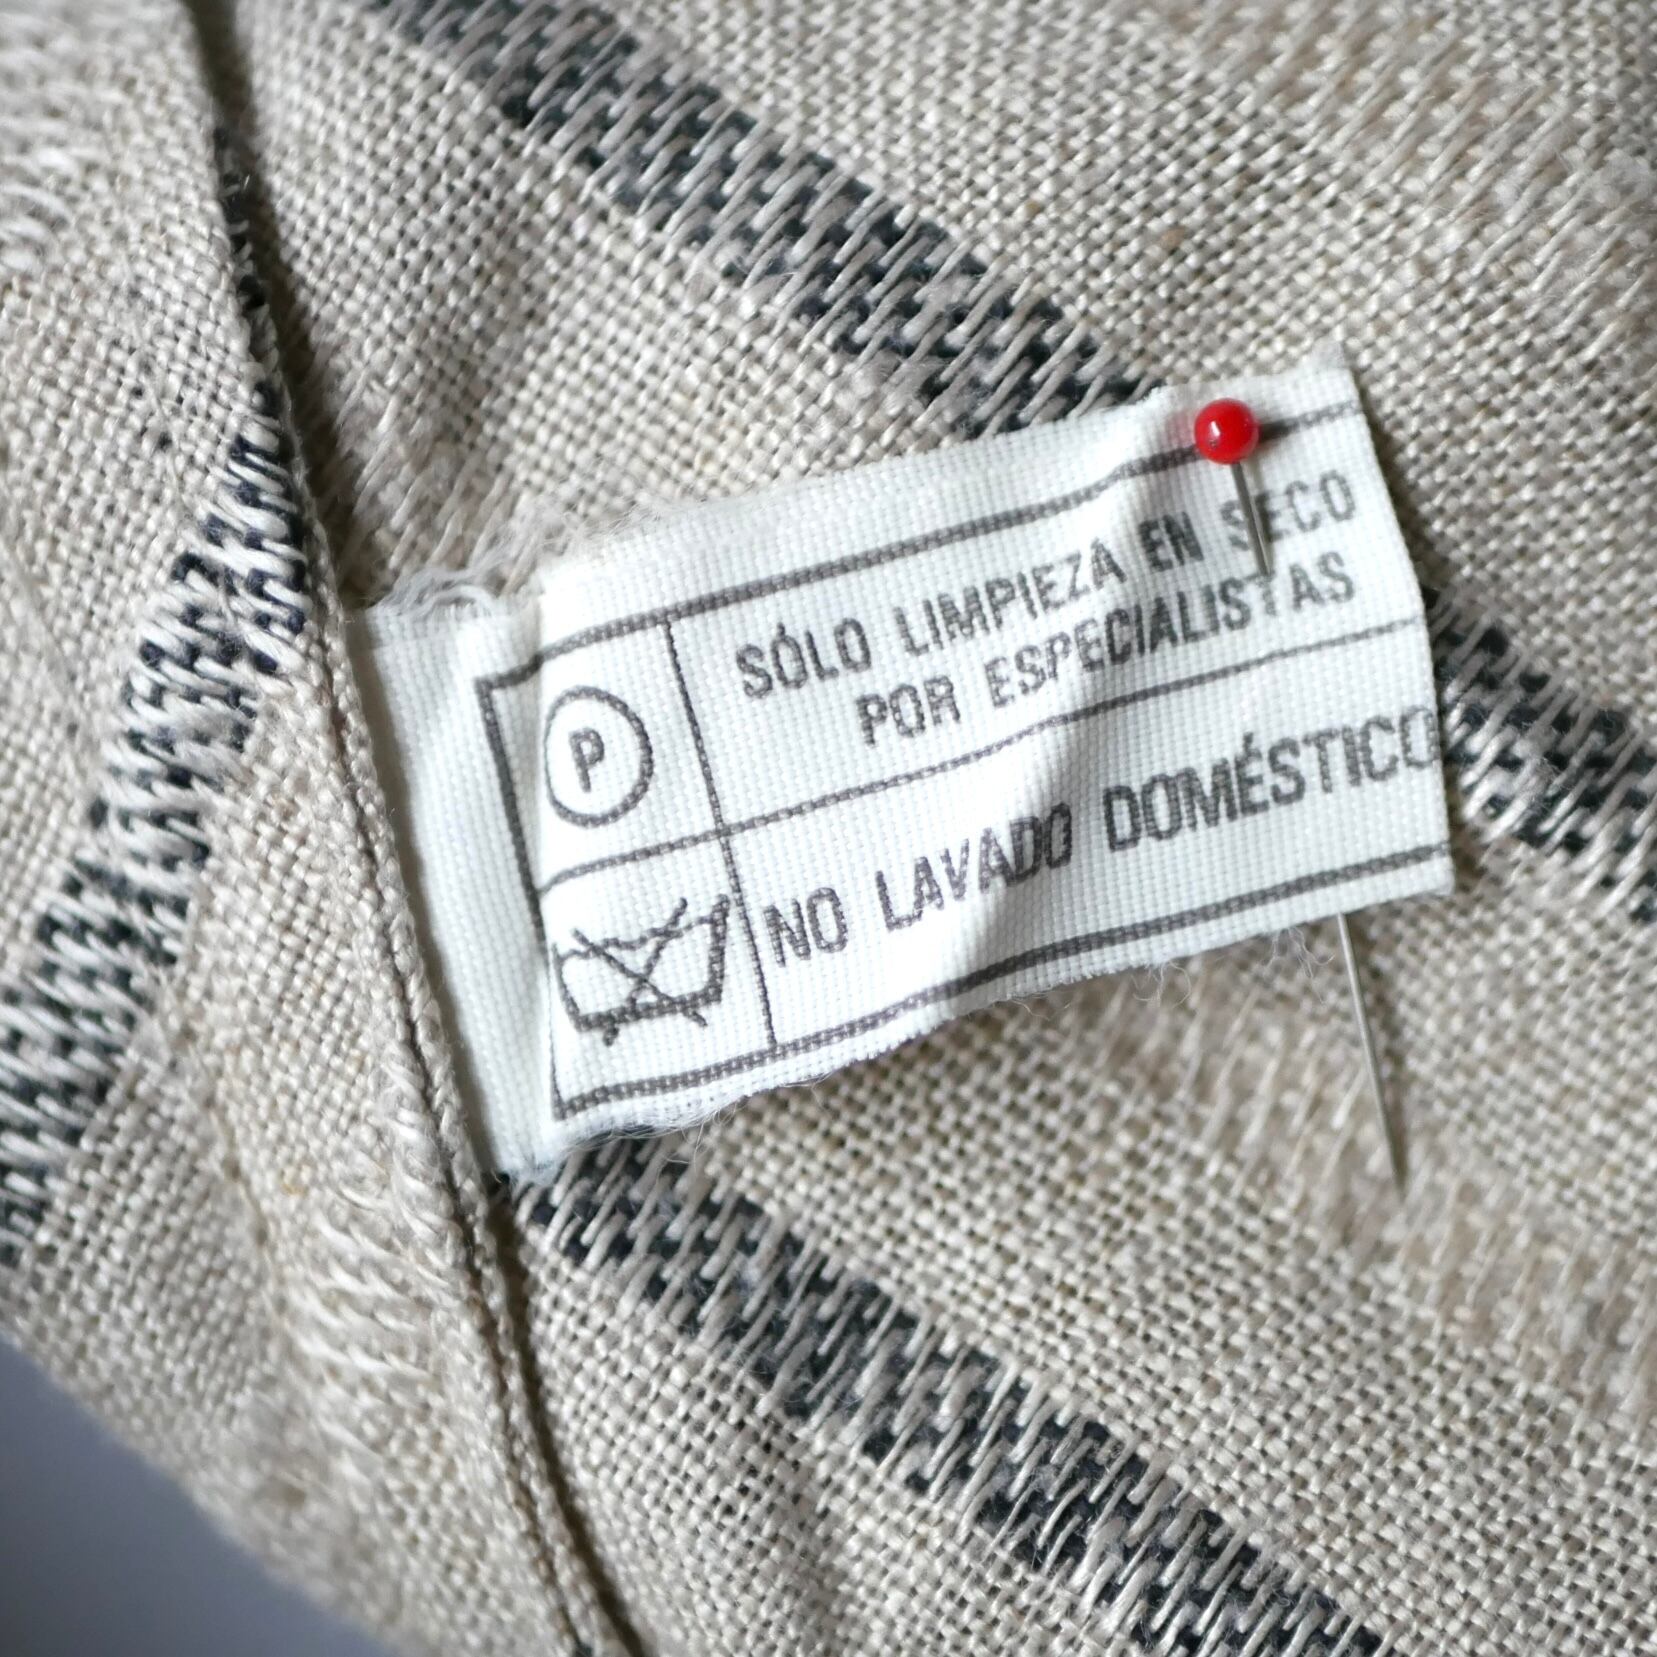 P
SÓLO LIMPIEZA EN SECO
POR ESPECIALISTAS
NO LAVADO DOMÉSTICO